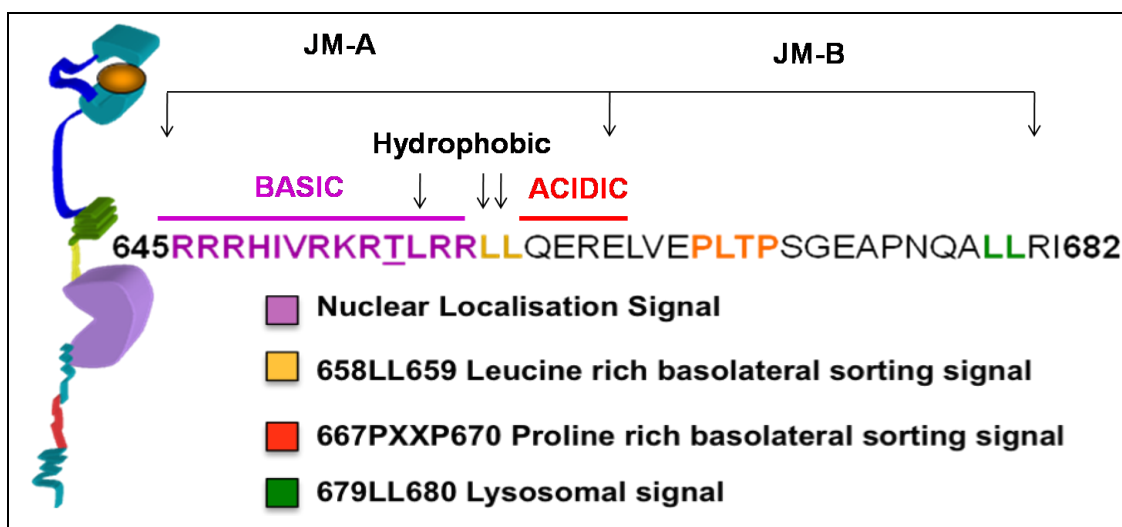 JM-A JM-B
Hydrophobic
BASIC ACIDIC
645RRRHIVRKRTLRRLLQERELVEPLTPSGEAPNQALLRI682
Nuclear Localisation Signal
658LL659 Leucine rich basolateral sorting signal
667PXXP670 Proline rich basolateral sorting signal
679LL680 Lysosomal signal